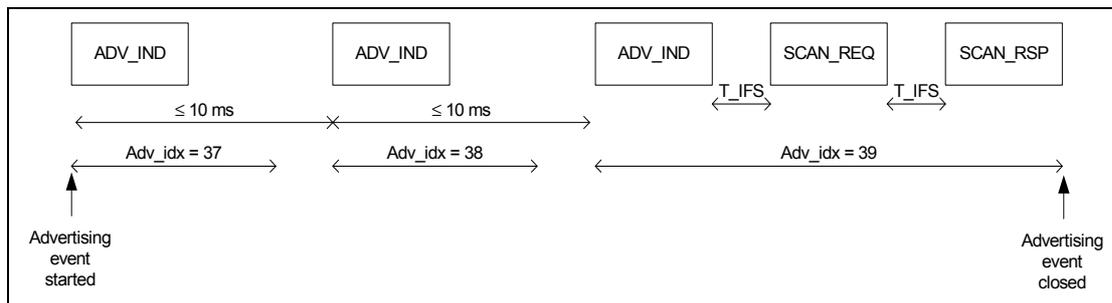 ADV_IND
ADV_IND
ADV_IND
SCAN_REQ
SCAN_RSP
T_IFS
T_IFS
≤ 10 ms
≤ 10 ms
Adv_idx = 37
Adv_idx = 38
Adv_idx = 39
Advertising
event
started
Advertising
event
closed